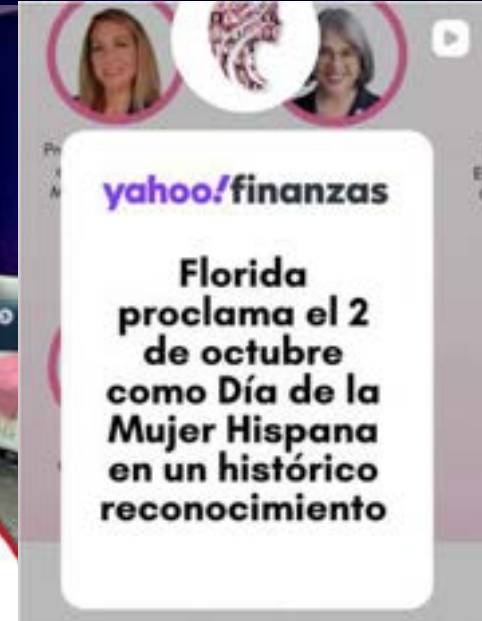 yahoo!finanzas
Florida
proclama el 2
de octubre
como Día de la
Mujer Hispana
en un histórico
reconocimiento